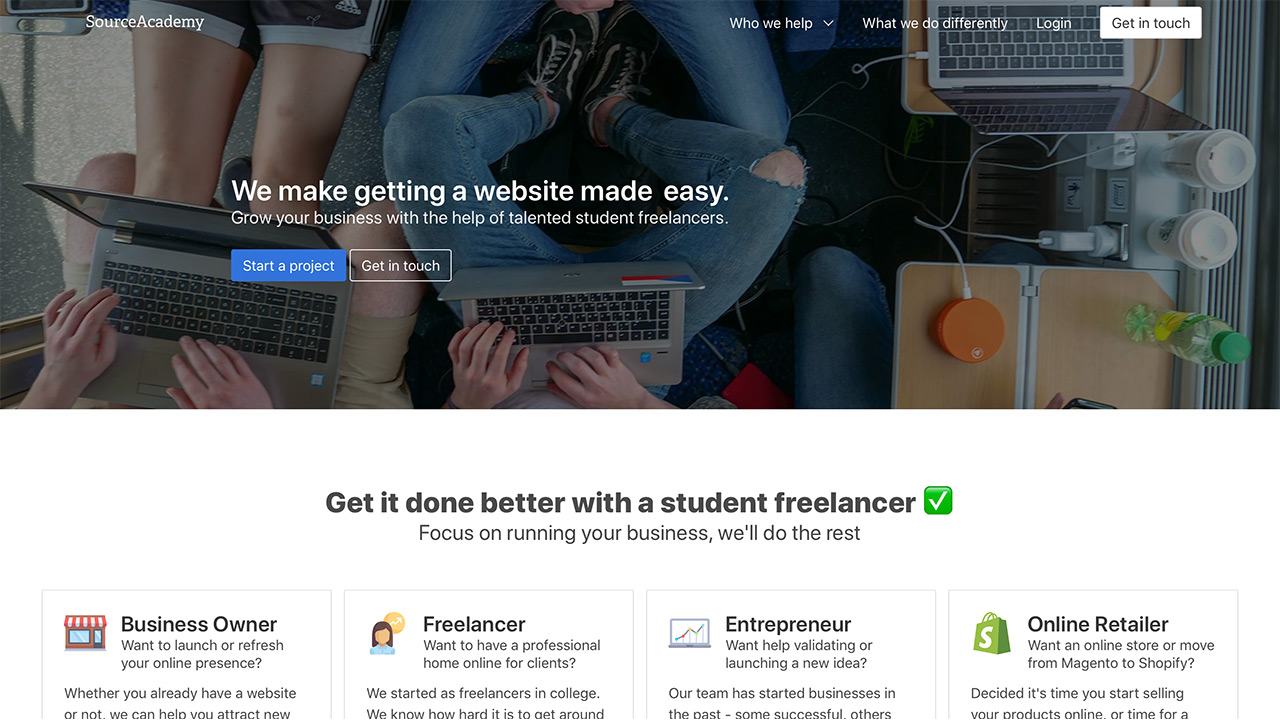 SourceAcademy
Who we help
What we do differently
Login
Get in touch
We make getting a website made easy.
Grow your business with the help of talented student freelancers.
Start a project
Get in touch
Get it done better with a student freelancer ✅
Focus on running your business, we'll do the rest
Business Owner
Want to launch or refresh
your online presence?
Whether you already have a website
or not, we can help you attract new
Freelancer
Want to have a professional
home online for clients?
We started as freelancers in college.
We know how hard it is to get around
Entrepreneur
Want help validating or
launching a new idea?
Our team has started businesses in
the past - some successful, others
Online Retailer
Want an online store or move
from Magento to Shopify?
Decided it's time you start selling
your products online, or time for a